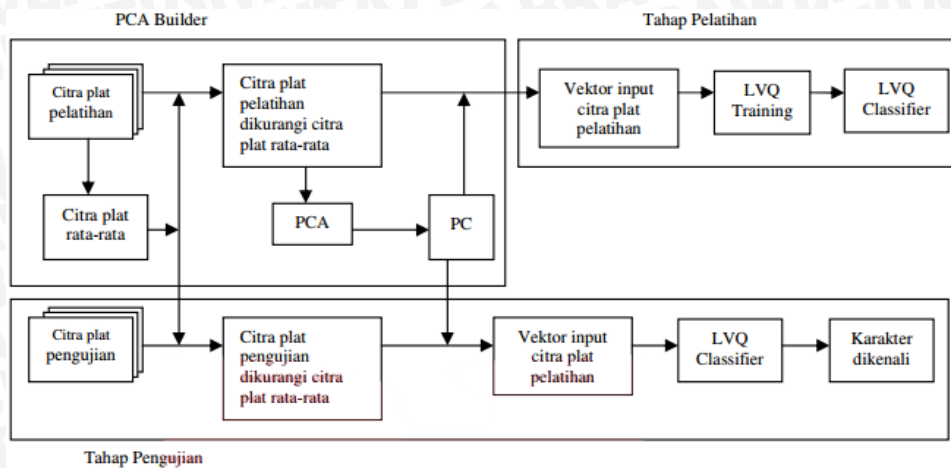 PCA Builder
Tahap Pelatihan
Citra plat
pelatihan
Citra plat
pelatihan
dikurangi citra
plat rata-rata
Vektor input
citra plat
pelatihan
LVQ
Training
LVQ
Classifier
Citra plat
rata-rata
PCA
PC
Citra plat
pengujian
Citra plat
pengujian
dikurangi citra
plat rata-rata
Vektor input
citra plat
pelatihan
LVQ
Classifier
Karakter
dikenali
Tahap Pengujian